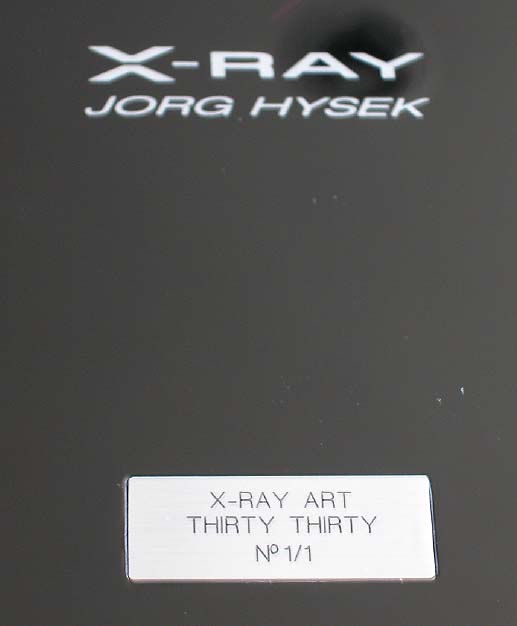 X-RAY
JORG HYSEK
X-RAY ART
THIRTY THIRTY
Nº 1/1